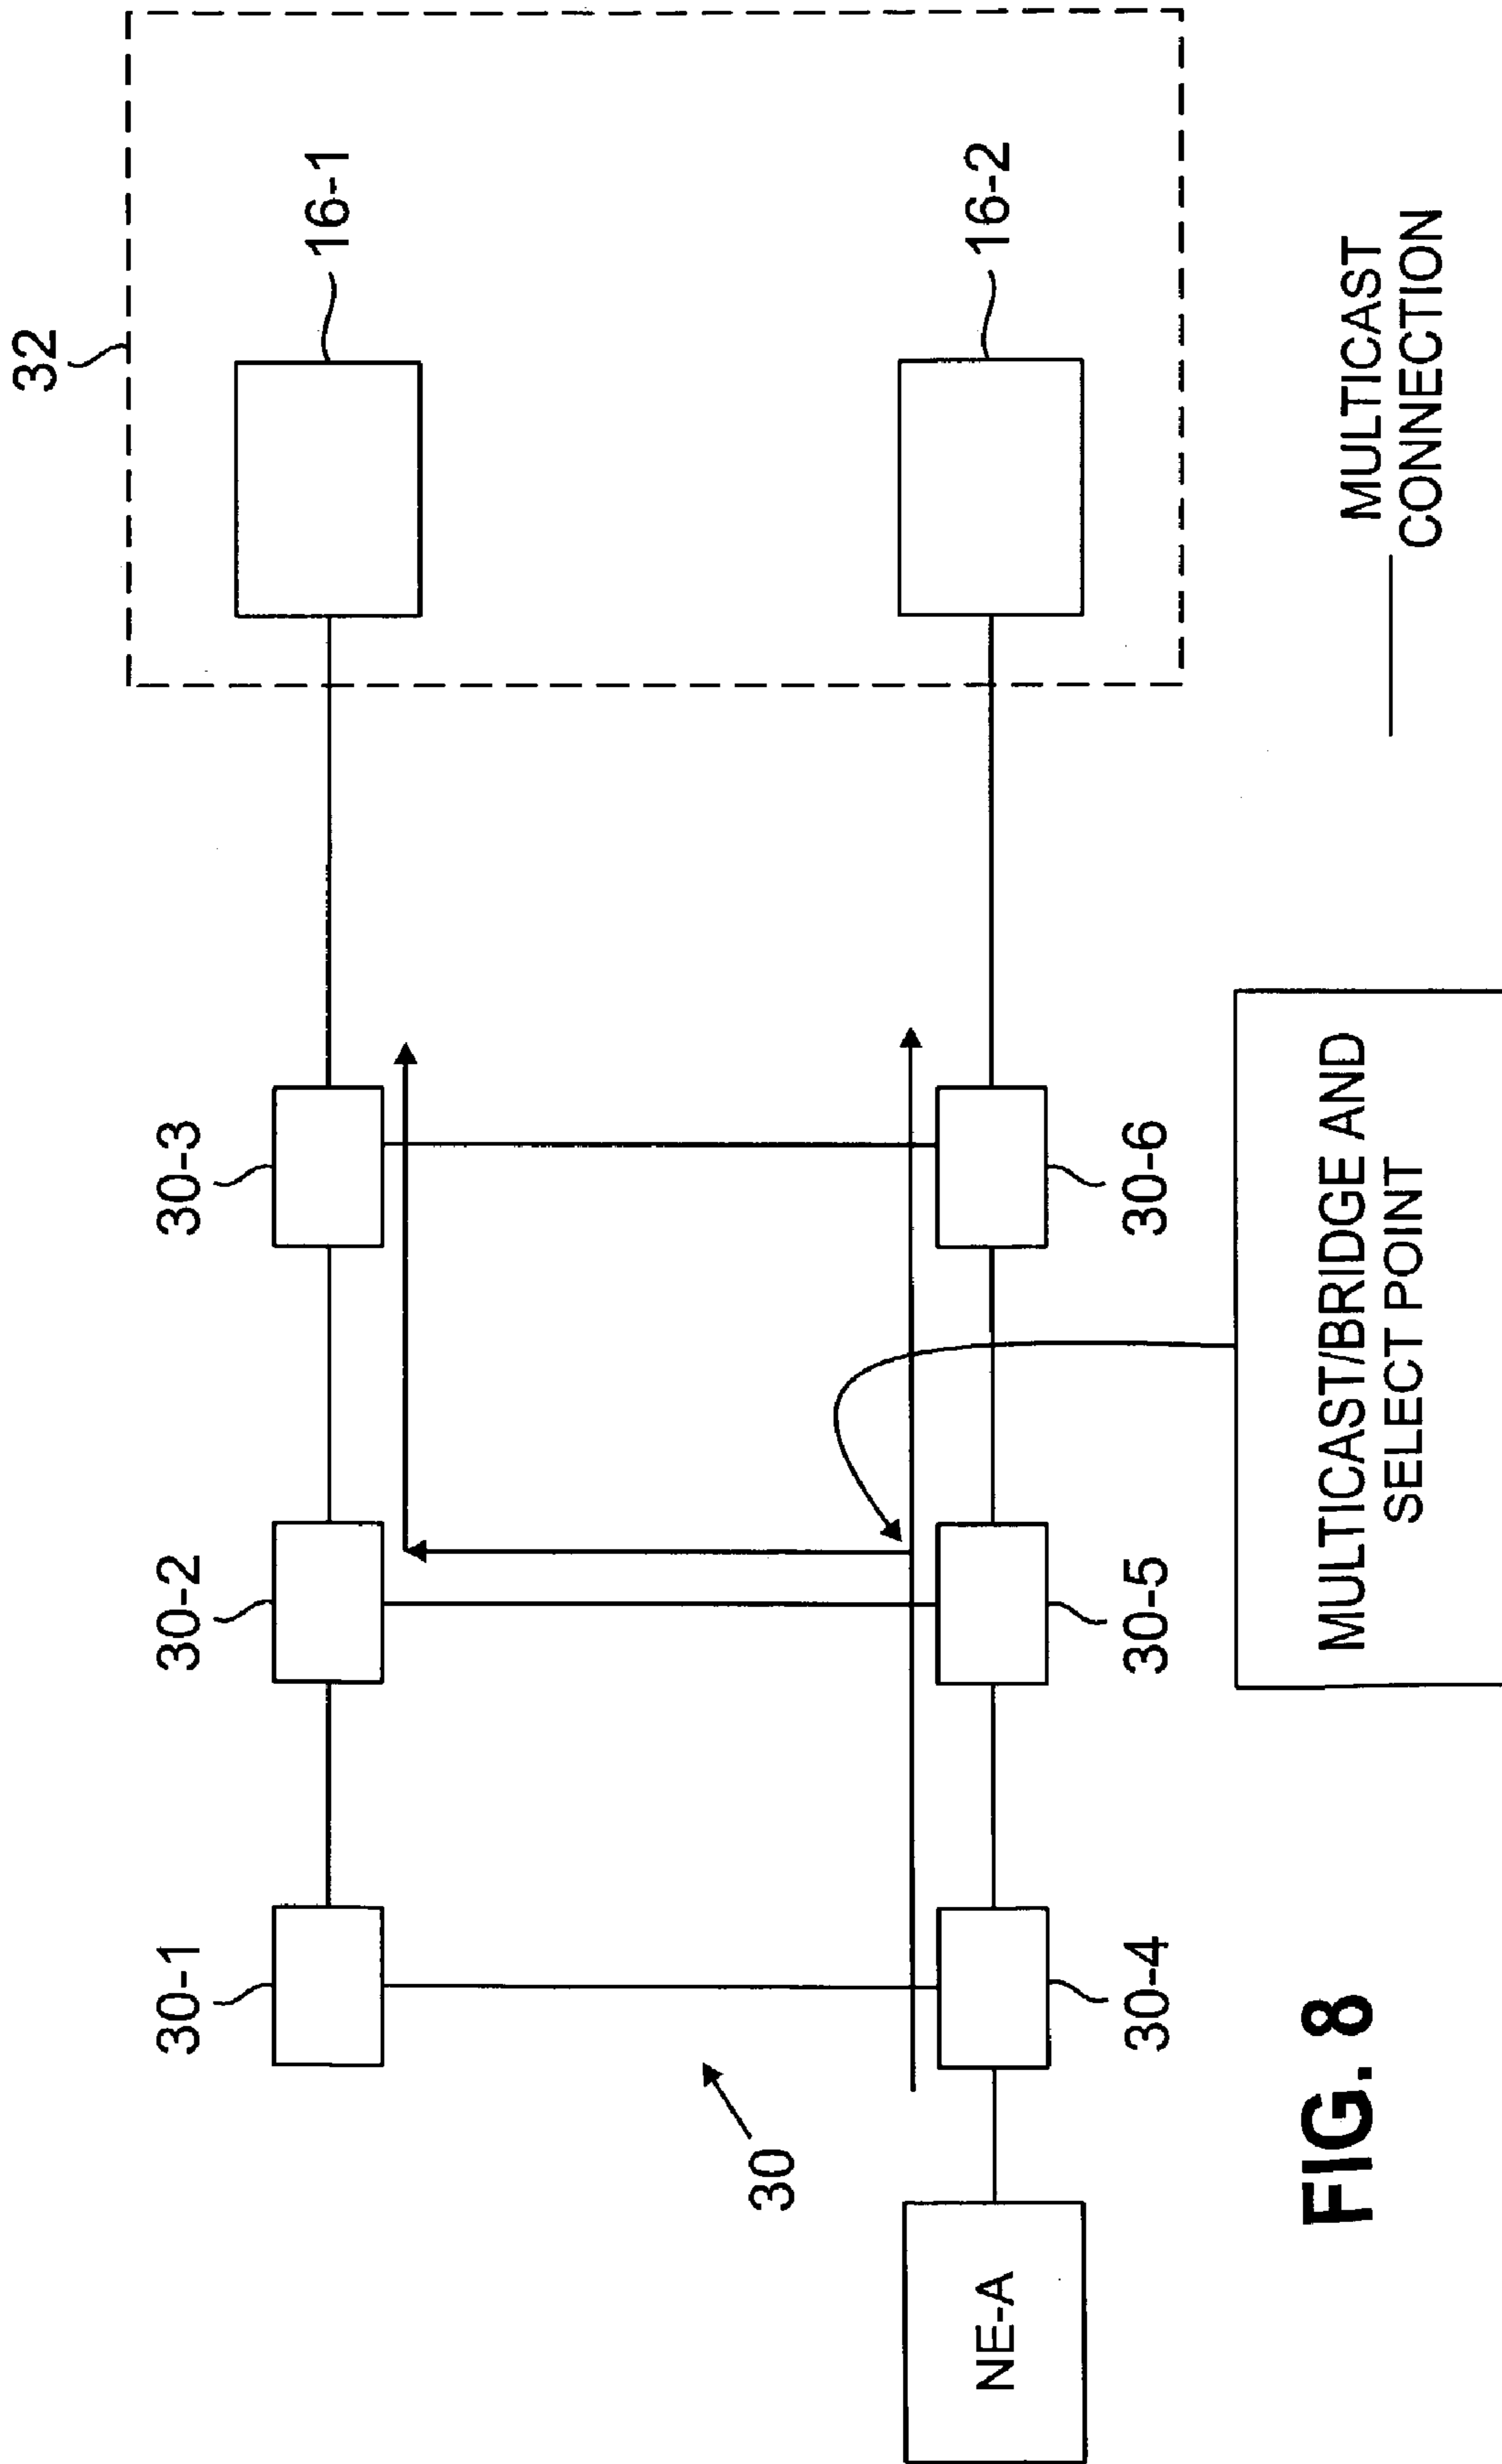 32
16-1
16-2
30-1
30-2
30-3
30
NE-A
30-4
30-5
30-6
MULTICAST/BRIDGE AND
SELECT POINT
MULTICAST
CONNECTION
FIG. 8